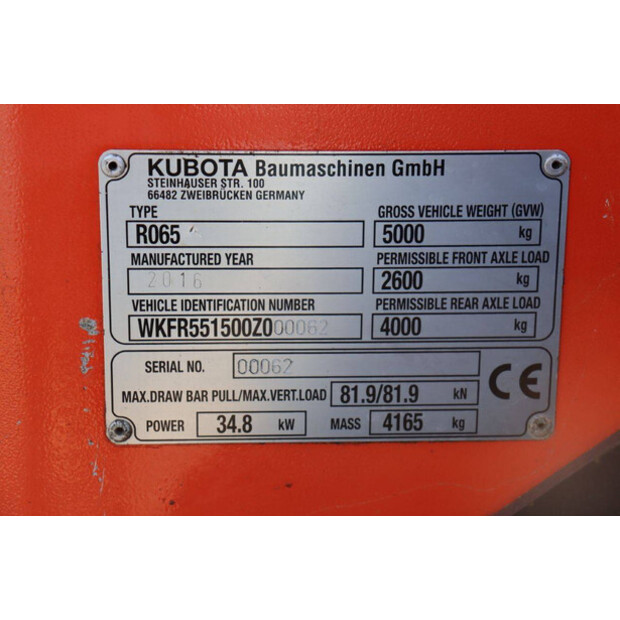 KUBOTA Baumaschinen GmbH
STEINHAUSER STR. 100
66482 ZWEIBRÜCKEN GERMANY
TYPE GROSS VEHICLE WEIGHT (GVW)
R065 5000 kg
MANUFACTURED YEAR PERMISSIBLE FRONT AXLE LOAD
2016 2600 kg
VEHICLE IDENTIFICATION NUMBER PERMISSIBLE REAR AXLE LOAD
WKFR551500Z000062 4000 kg
SERIAL NO. 00062
MAX.DRAW BAR PULL/MAX.VERT.LOAD 81.9/81.9 kN
POWER 34.8 kW MASS 4165 kg
CE